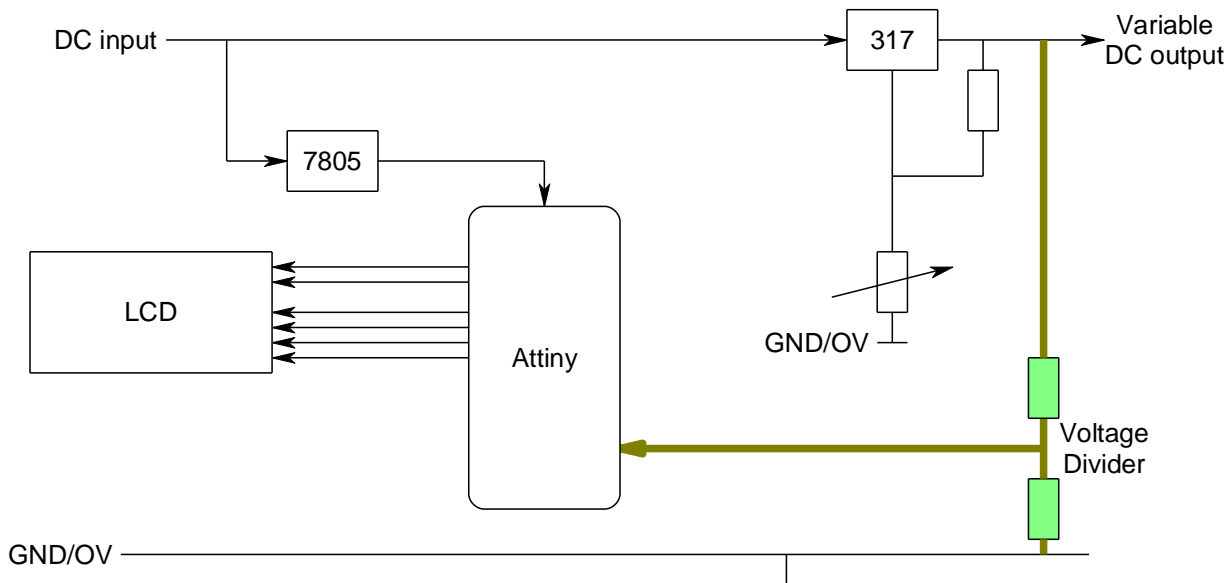 DC input
317
Variable
DC output
7805
LCD
Attiny
GND/OV
Voltage
Divider
GND/OV